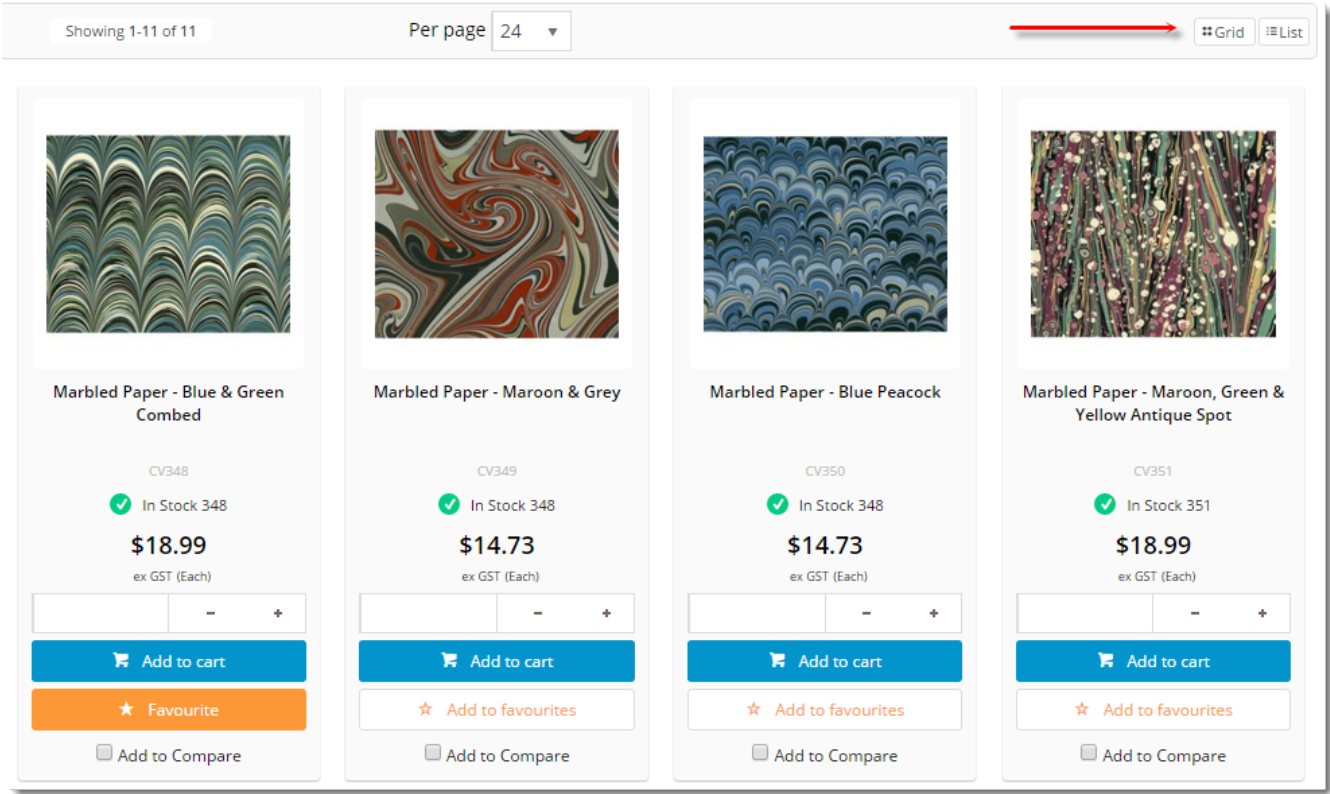 Showing 1-11 of 11
Per page 24
Grid
List
Marbled Paper - Blue & Green
Combed
CV348
In Stock 348
$18.99
ex GST (Each)
- +
Add to cart
Favourite
Add to Compare
Marbled Paper - Maroon & Grey
CV349
In Stock 348
$14.73
ex GST (Each)
- +
Add to cart
Add to favourites
Add to Compare
Marbled Paper - Blue Peacock
CV350
In Stock 348
$14.73
ex GST (Each)
- +
Add to cart
Add to favourites
Add to Compare
Marbled Paper - Maroon, Green &
Yellow Antique Spot
CV351
In Stock 351
$18.99
ex GST (Each)
- +
Add to cart
Add to favourites
Add to Compare